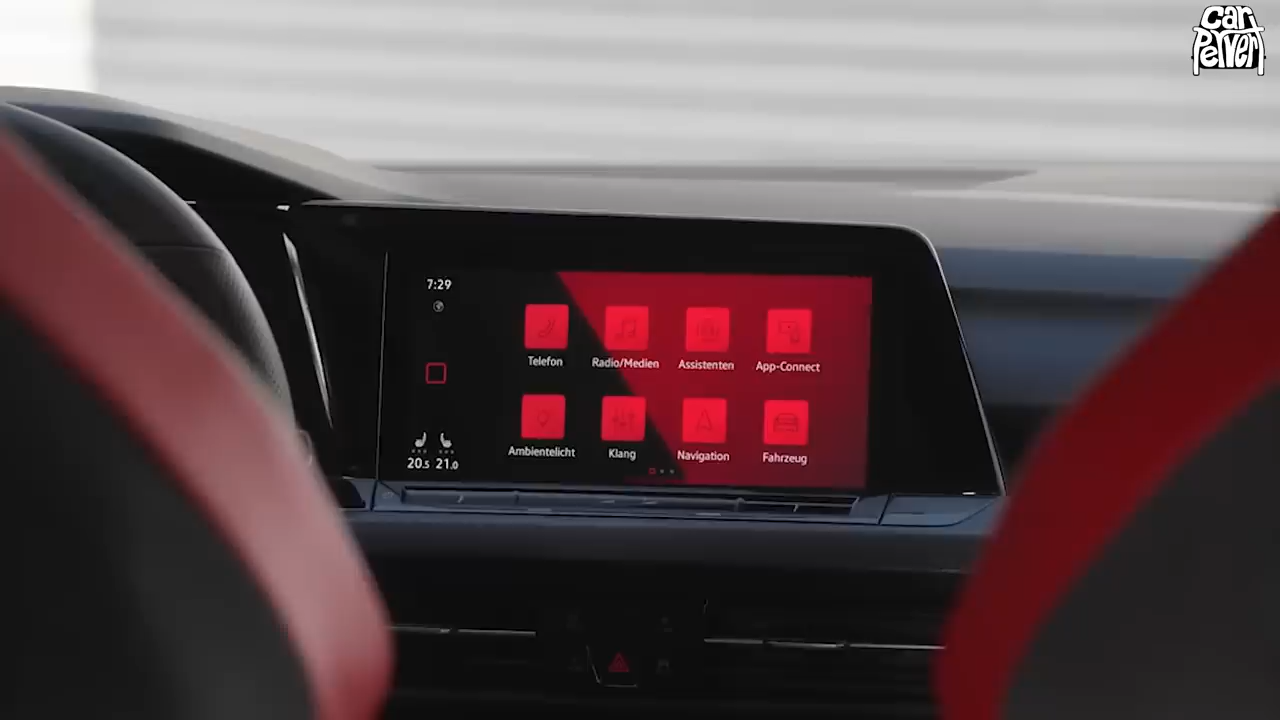 car
Pervert
7:29
Telefon
Radio/Medien
Assistenten
App-Connect
Ambientelicht
Klang
Navigation
Fahrzeug
20.5 21.0